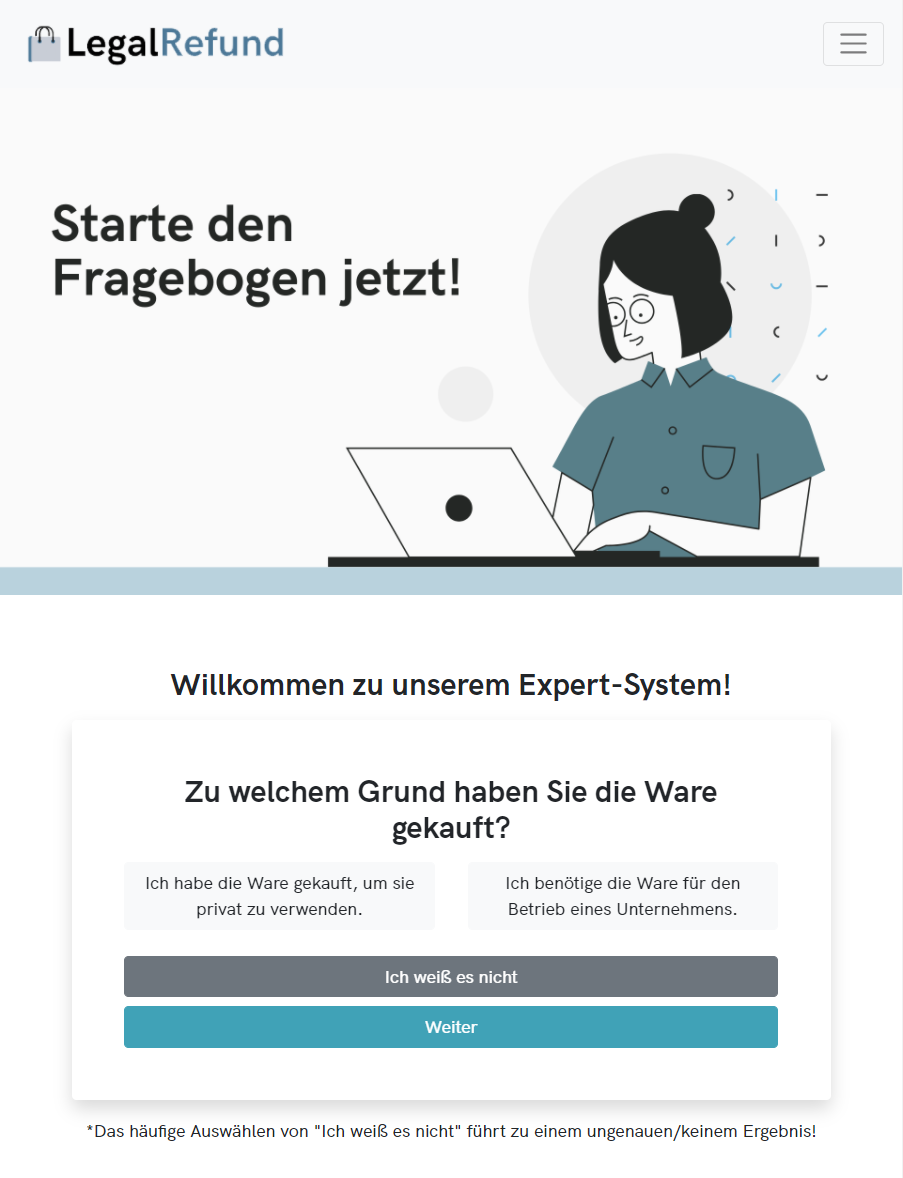 LegalRefund
Starte den
Fragebogen jetzt!
Willkommen zu unserem Expert-System!
Zu welchem Grund haben Sie die Ware
gekauft?
Ich habe die Ware gekauft, um sie
privat zu verwenden.
Ich benötige die Ware für den
Betrieb eines Unternehmens.
Ich weiß es nicht
Weiter
*Das häufige Auswählen von "Ich weiß es nicht" führt zu einem ungenauen/keinem Ergebnis!